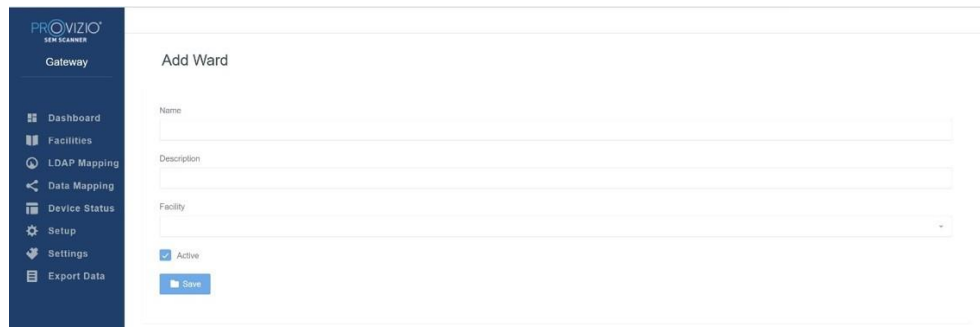 PROVIZIO®
SEM SCANNER
Gateway
Dashboard
Facilities
LDAP Mapping
Data Mapping
Device Status
Setup
Settings
Export Data
Add Ward
Name
Description
Facility
Active
Save